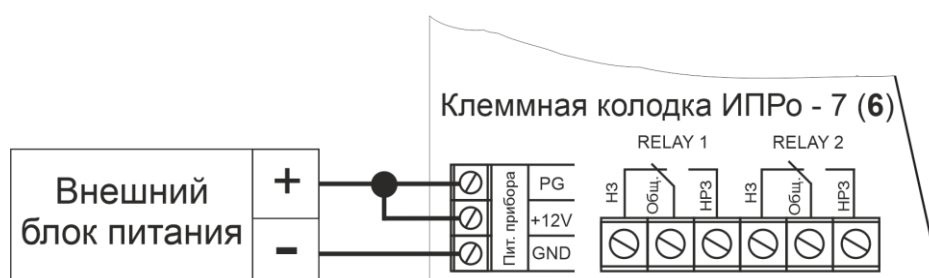 Клеммная колодка ИПРо - 7 (6)
RELAY 1 RELAY 2
Внешний
блок питания
+
-
Пит. прибора
PG
+12V
GND
НЗ Общ. НРЗ НЗ Общ. НРЗ